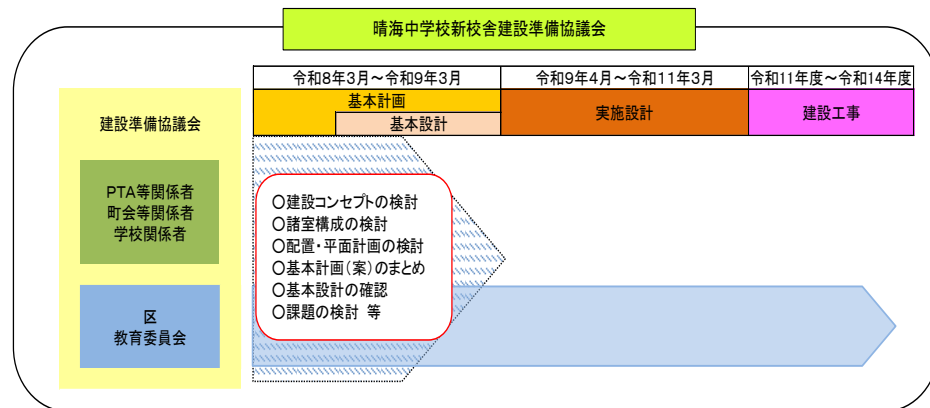 晴海中学校新校舎建設準備協議会
令和8年3月～令和9年3月
令和9年4月～令和11年3月
令和11年度～令和14年度
基本計画
基本設計
実施設計
建設工事
建設準備協議会
PTA等関係者
町会等関係者
学校関係者
○建設コンセプトの検討
○諸室構成の検討
○配置・平面計画の検討
○基本計画（案）のまとめ
○基本設計の確認
○課題の検討 等
区
教育委員会